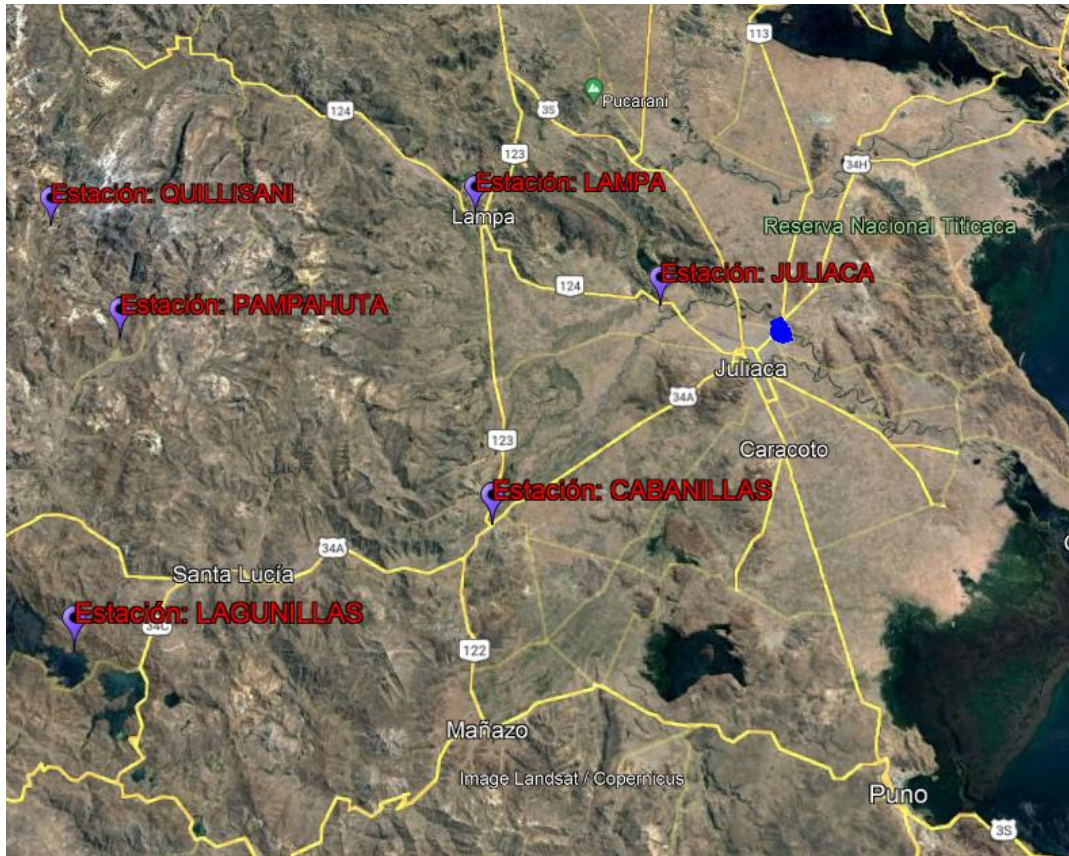 113
124
3S
Pucarani
123
34H
Estación: QUILLISANI
Estación: LAMPA
Lampa
Reserva Nacional Titicaca
Estación: JULIACA
124
Estación: PAMPAHUTA
Juliaca
34A
123
Caracoto
Estación: CABANILLAS
34A
Santa Lucía
Estación: LAGUNILLAS
34C
122
Mañazo
Image Landsat / Copernicus
Puno
3S